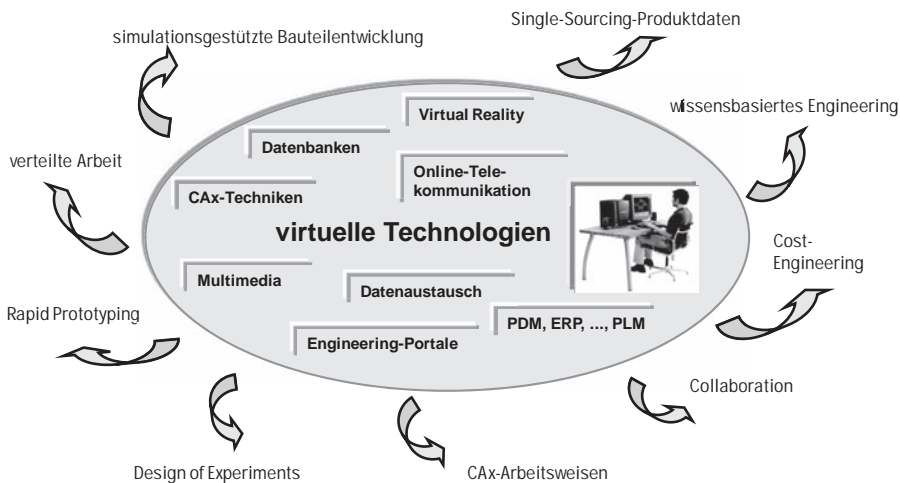 Single-Sourcing-Produktdaten
simulationsgestützte Bauteilentwicklung
wissensbasiertes Engineering
Virtual Reality
Datenbanken
verteilte Arbeit
Online-Tele-
kommunikation
CAx-Techniken
virtuelle Technologien
Cost-
Engineering
Multimedia
Datenaustausch
Rapid Prototyping
PDM, ERP, ..., PLM
Engineering-Portale
Collaboration
Design of Experiments
CAx-Arbeitsweisen